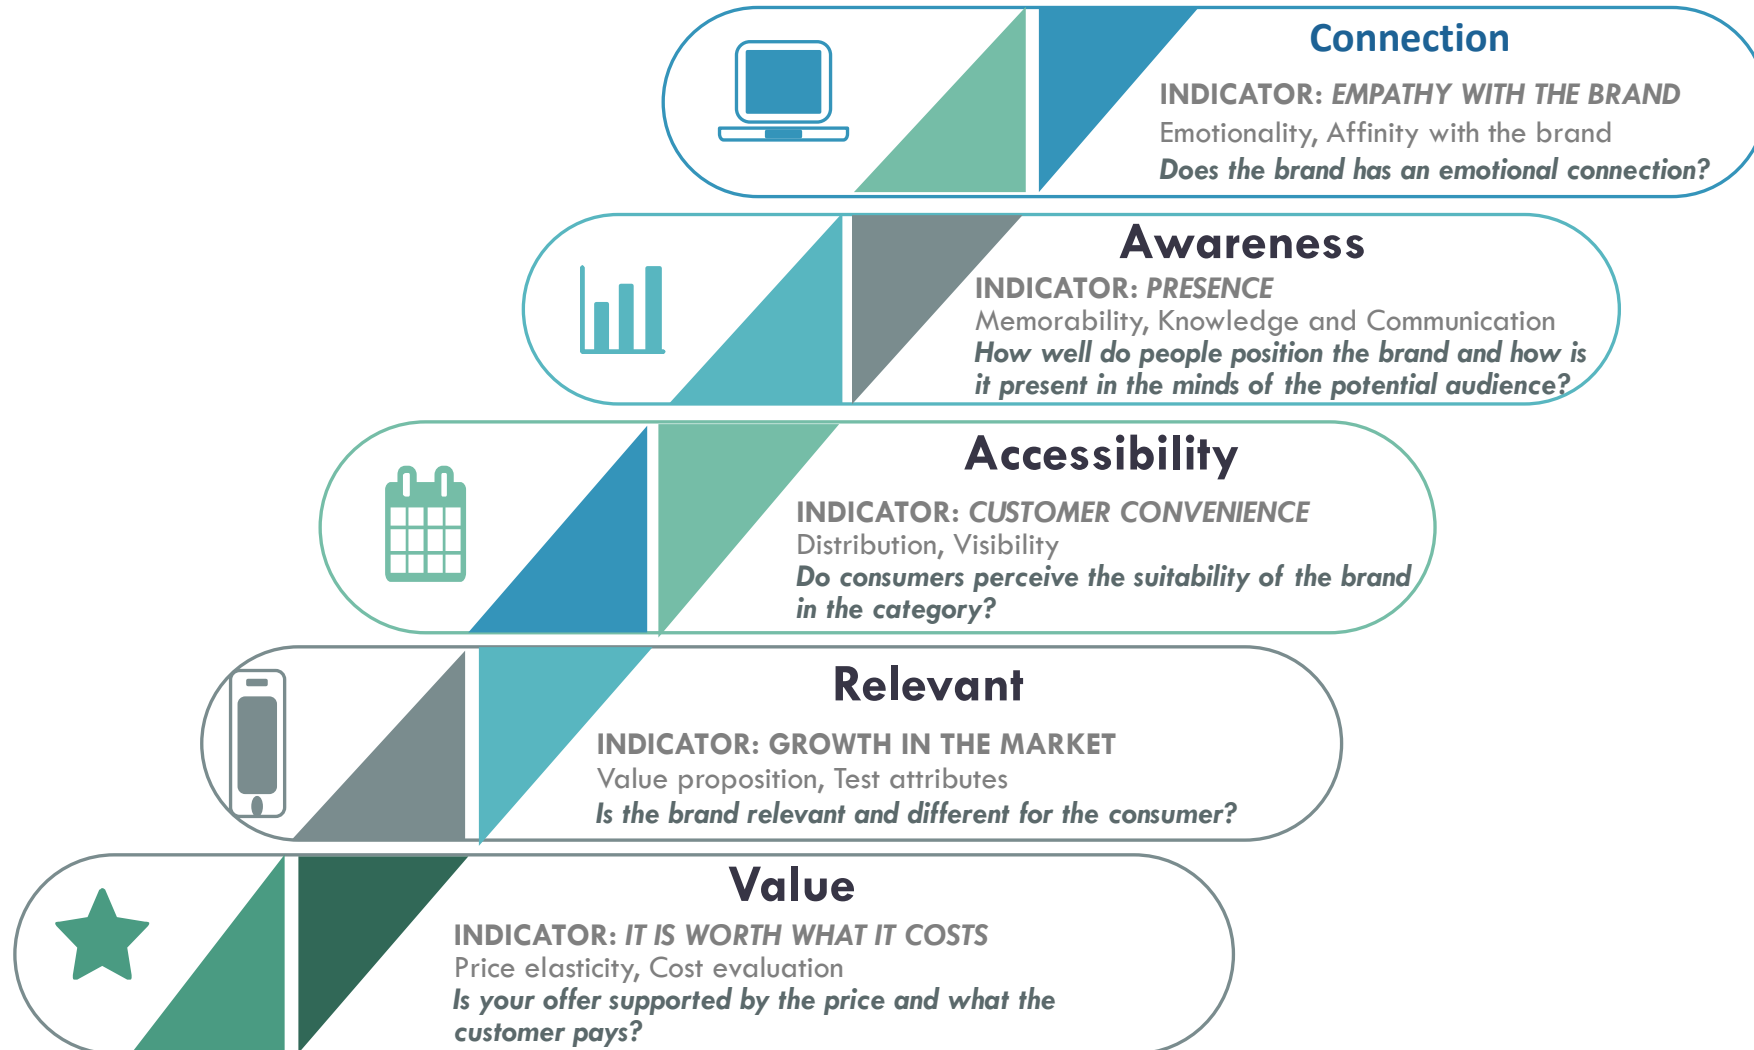 Connection
INDICATOR: EMPATHY WITH THE BRAND
Emotionality, Affinity with the brand
Does the brand has an emotional connection?
Awareness
INDICATOR: PRESENCE
Memorability, Knowledge and Communication
How well do people position the brand and how is
it present in the minds of the potential audience?
Accessibility
INDICATOR: CUSTOMER CONVENIENCE
Distribution, Visibility
Do consumers perceive the suitability of the brand
in the category?
Relevant
INDICATOR: GROWTH IN THE MARKET
Value proposition, Test attributes
Is the brand relevant and different for the consumer?
Value
INDICATOR: IT IS WORTH WHAT IT COSTS
Price elasticity, Cost evaluation
Is your offer supported by the price and what the
customer pays?